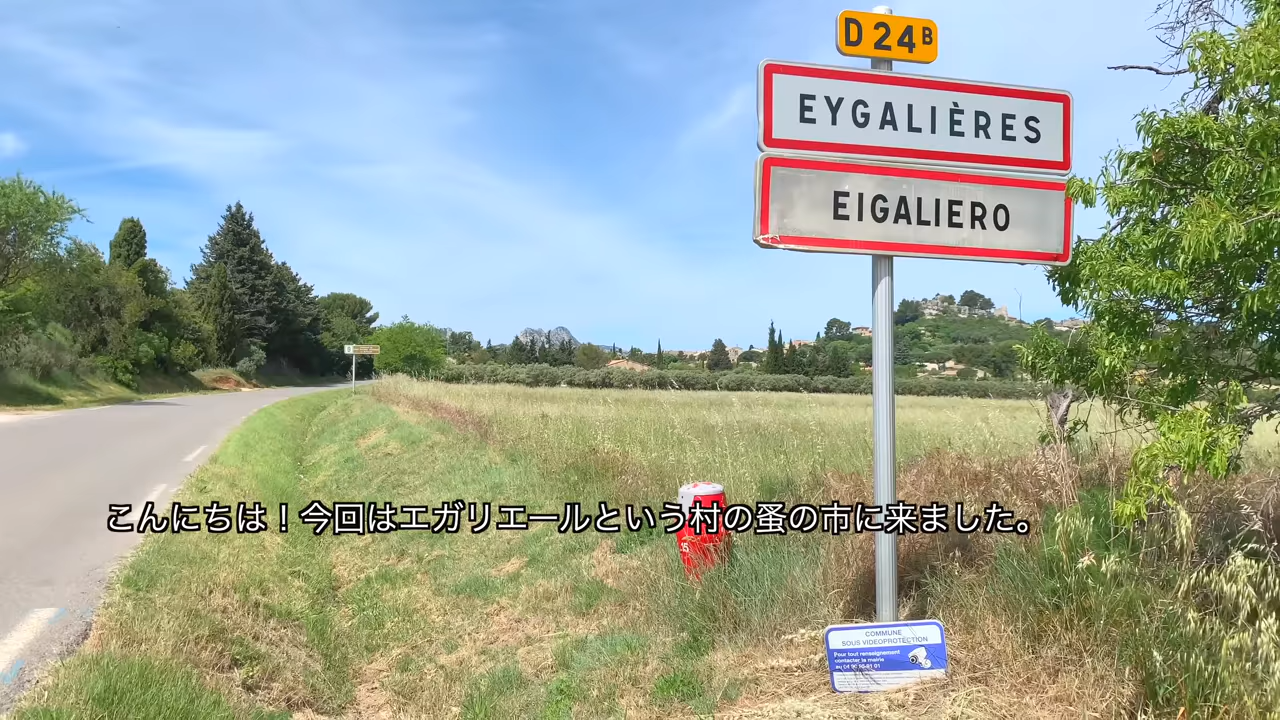 D 24B
EYGALIÈRES
EIGALIERO
こんにちは！今回はエガリエールという村の蚤の市に来ました。
COMMUNE
SOUS VIDEOPROTECTION
Pour tout renseignement
contacter la mairie